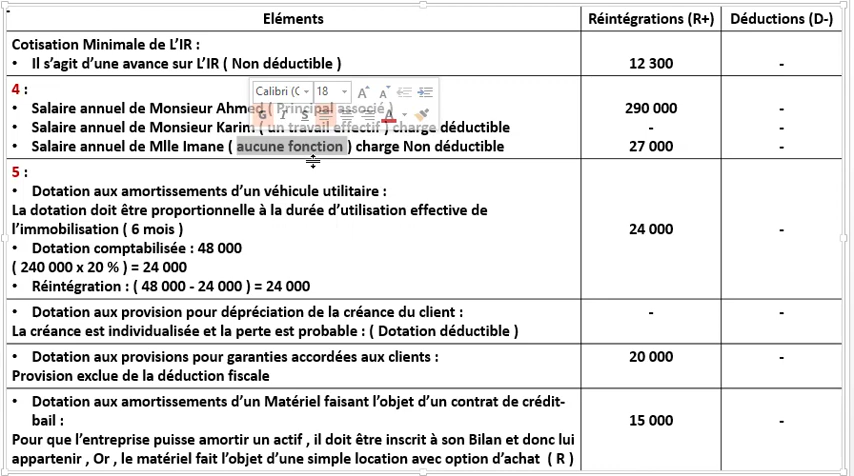 Eléments
Réintégrations (R+)
Déductions (D-)
Cotisation Minimale de L’IR :
• Il s’agit d’une avance sur L’IR ( Non déductible )
12 300
-
4 :
• Salaire annuel de Monsieur Ahmed ( Principal associé )
290 000
-
• Salaire annuel de Monsieur Karim ( un travail effectif ) charge déductible
-
-
• Salaire annuel de Mlle Imane ( aucune fonction ) charge Non déductible
27 000
-
Calibri (C
18
A
A
G
I
S
A
5 :
• Dotation aux amortissements d’un véhicule utilitaire :
La dotation doit être proportionnelle à la durée d’utilisation effective de
l’immobilisation ( 6 mois )
24 000
-
• Dotation comptabilisée : 48 000
( 240 000 x 20 % ) = 24 000
• Réintégration : ( 48 000 - 24 000 ) = 24 000
• Dotation aux provision pour dépréciation de la créance du client :
-
-
La créance est individualisée et la perte est probable : ( Dotation déductible )
• Dotation aux provisions pour garanties accordées aux clients :
20 000
-
Provision exclue de la déduction fiscale
• Dotation aux amortissements d’un Matériel faisant l’objet d’un contrat de crédit-
bail :
15 000
-
Pour que l’entreprise puisse amortir un actif , il doit être inscrit à son Bilan et donc lui
appartenir , Or , le matériel fait l’objet d’une simple location avec option d’achat ( R )